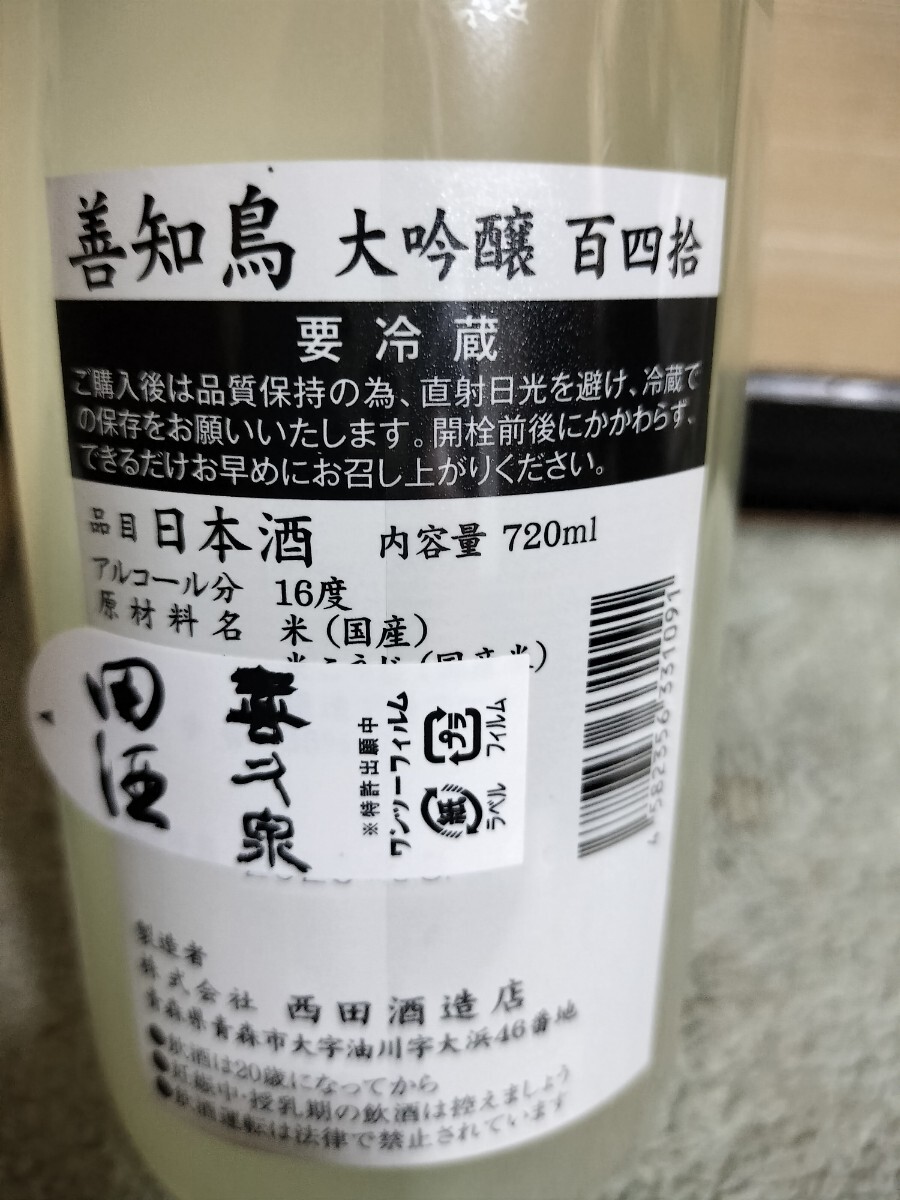 善知鳥 大吟醸 百四拾
要冷蔵
ご購入後は品質保持の為、直射日光を避け、冷蔵で
の保存をお願いいたします。開栓前後にかかわらず、
できるだけお早めにお召し上がりください。
品目 日本酒 内容量 720ml
アルコール分 16度
原材料名 米(国産)
米こうじ(国産米)
田酒
喜久泉
※特許出願中
ワンツーフィルム
プラ フィルム
紙 ラベル
4 582356 331091
製造者
株式会社 西田酒造店
青森県青森市大字油川字大浜46番地
●飲酒は20歳になってから
●妊娠中・授乳期の飲酒は控えましょう
●飲酒運転は法律で禁止されています